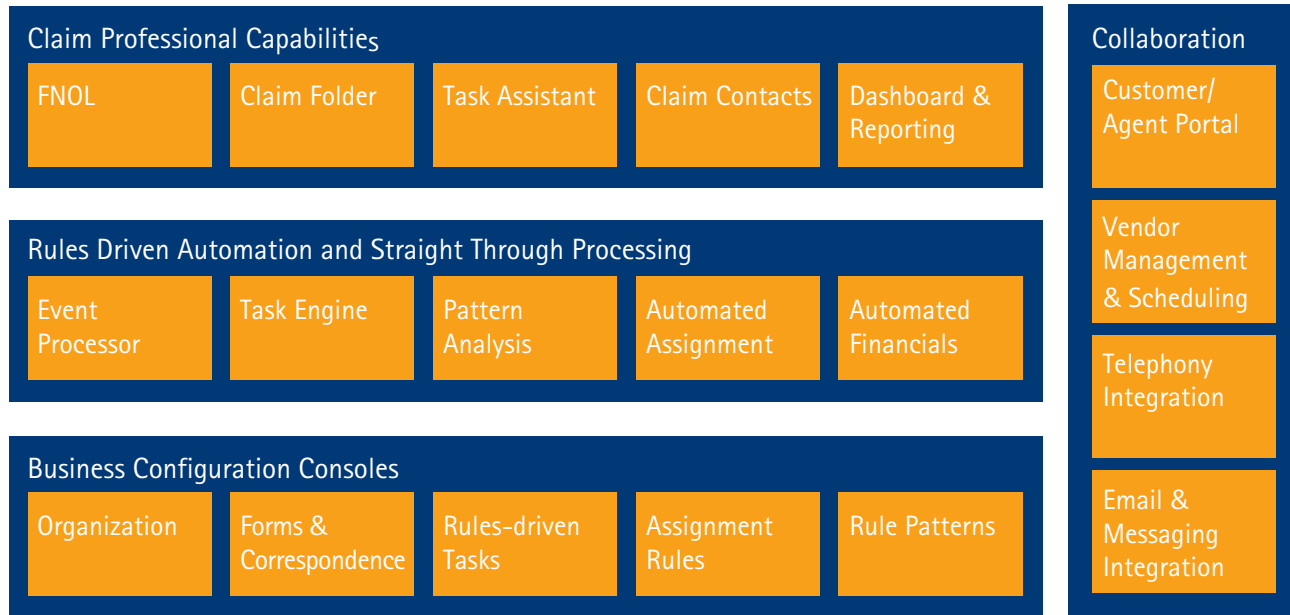 Claim Professional Capabilities
FNOL
Claim Folder
Task Assistant
Claim Contacts
Dashboard &
Reporting
Rules Driven Automation and Straight Through Processing
Event
Processor
Task Engine
Pattern
Analysis
Automated
Assignment
Automated
Financials
Business Configuration Consoles
Organization
Forms &
Correspondence
Rules-driven
Tasks
Assignment
Rules
Rule Patterns
Collaboration
Customer/
Agent Portal
Vendor
Management
& Scheduling
Telephony
Integration
Email &
Messaging
Integration